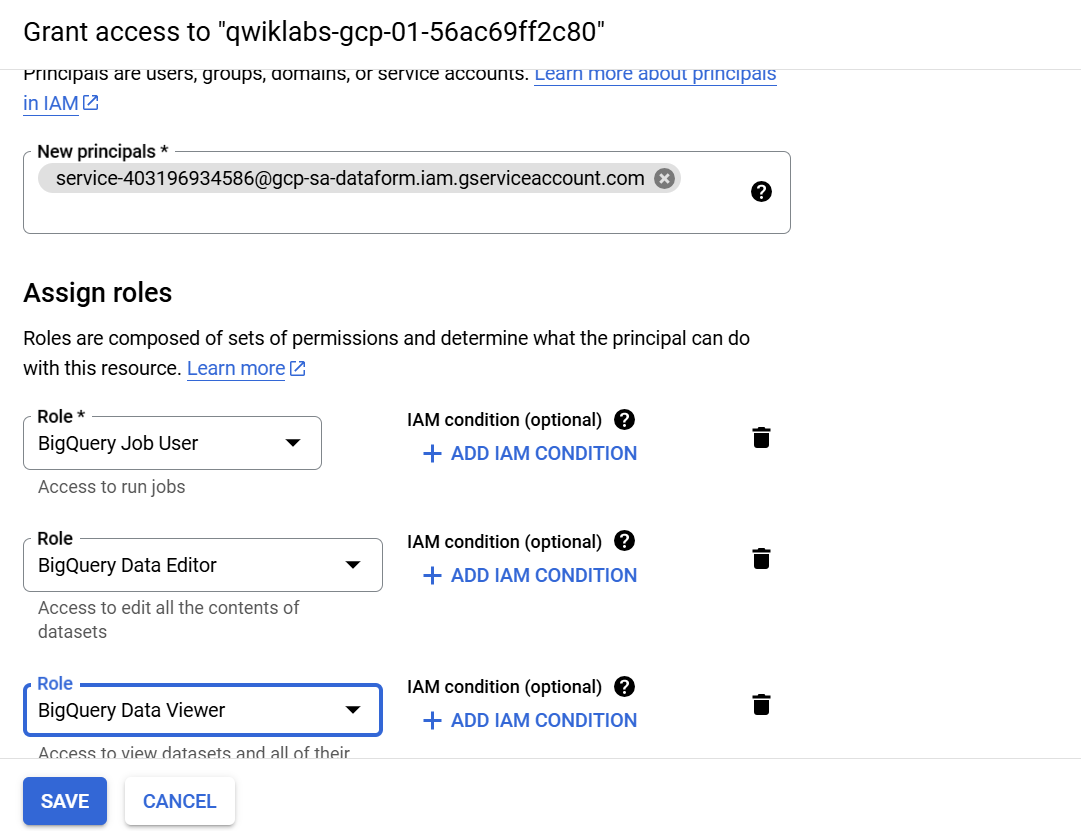 Grant access to "qwiklabs-gcp-01-56ac69ff2c80"
Principals are users, groups, domains, or service accounts. Learn more about principals
in IAM
New principals *
service-403196934586@gcp-sa-dataform.iam.gserviceaccount.com
Assign roles
Roles are composed of sets of permissions and determine what the principal can do
with this resource. Learn more
Role *
BigQuery Job User
Access to run jobs
IAM condition (optional)
ADD IAM CONDITION
Role
BigQuery Data Editor
Access to edit all the contents of
datasets
IAM condition (optional)
ADD IAM CONDITION
Role
BigQuery Data Viewer
Access to view datasets and all of their
IAM condition (optional)
ADD IAM CONDITION
SAVE
CANCEL